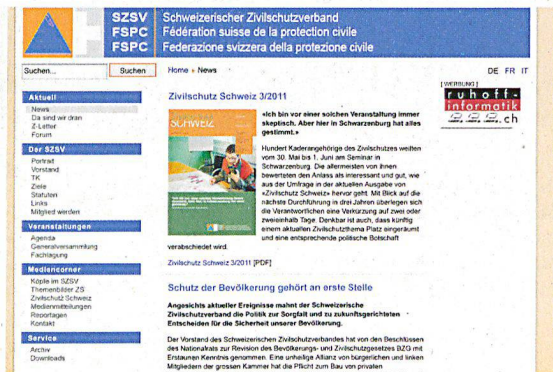 SZSV Schweizerischer Zivilschutzverband
FSPC Fédération suisse de la protection civile
FSPC Federazione svizzera della protezione civile
Suchen...
Suchen
Home » News
DE FR IT
Aktuell
News
Da sind wir dran
Z-Letter
Forum
Der SZSV
Portrait
Vorstand
TK
Ziele
Statuten
Links
Mitglied werden
Veranstaltungen
Agenda
Generalversammlung
Fachtagung
Mediencorner
Köpfe im SZSV
Themenbilder ZS
Zivilschutz Schweiz
Medienmitteilungen
Reportagen
Kontakt
Service
Archiv
Downloads
Zivilschutz Schweiz 3/2011
SCHWEIZ
«Ich bin vor einer solchen Veranstaltung immer
skeptisch. Aber hier in Schwarzenburg hat alles
gestimmt.»
Hundert Kaderangehörige des Zivilschutzes weilten
vom 30. Mai bis 1. Juni am Seminar in
Schwarzenburg. Die allermeisten von ihnen
bewerteten den Anlass als interessant und gut, wie
aus der Umfrage in der aktuellen Ausgabe von
«Zivilschutz Schweiz» hervor geht. Mit Blick auf die
nächste Durchführung in drei Jahren überlegen sich
die Verantwortlichen eine Verkürzung auf zwei oder
zweieinhalb Tage. Denkbar ist auch, dass künftig
einem aktuellen Zivilschutzthema Platz eingeräumt
und eine entsprechende politische Botschaft
verabschiedet wird.
Zivilschutz Schweiz 3/2011 [PDF]
Schutz der Bevölkerung gehört an erste Stelle
Angesichts aktueller Ereignisse mahnt der Schweizerische
Zivilschutzverband die Politik zur Sorgfalt und zu zukunftsgerichteten
Entscheiden für die Sicherheit unserer Bevölkerung.
Der Vorstand des Schweizerischen Zivilschutzverbandes hat von den Beschlüssen
des Nationalrats zur Revision des Bevölkerungs- und Zivilschutzgesetzes BZG mit
Erstaunen Kenntnis genommen. Eine unheilige Allianz von bürgerlichen und linken
Mitgliedern der grossen Kammer hat die Pflicht zum Bau von privaten
[WERBUNG]
ruhoff-
informatik
.ch